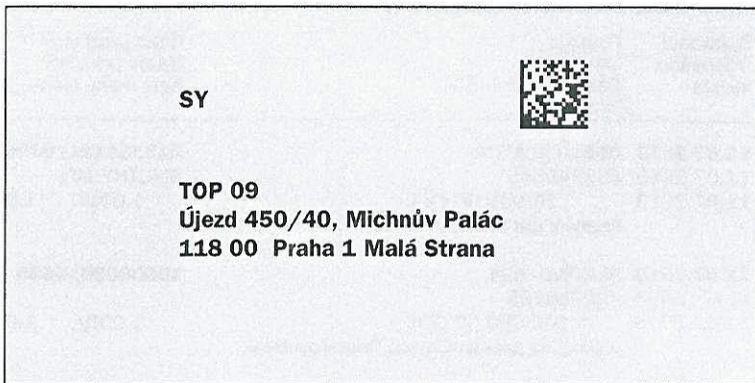 SY
TOP 09
Újezd 450/40, Michnův Palác
118 00 Praha 1 Malá Strana